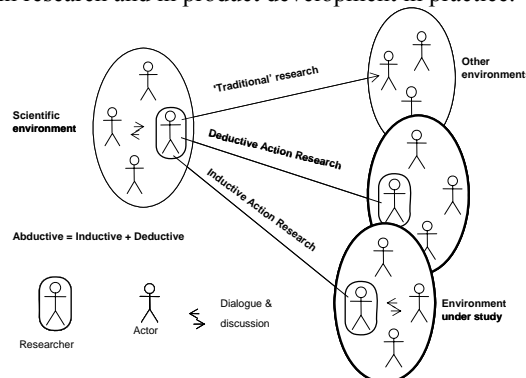 in research and in product development in practice.
'Traditional' research
Other
environment
Scientific
environment
Deductive Action Research
Inductive Action Research
Abductive = Inductive + Deductive
Researcher
Actor
Dialogue &
discussion
Environment
under study